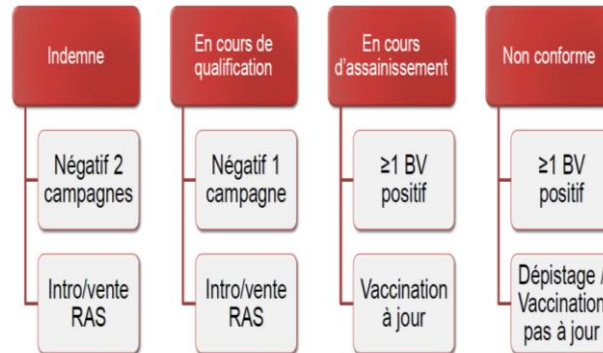 Indemne
Négatif 2
campagnes
Intro/vente
RAS
En cours de
qualification
Négatif 1
campagne
Intro/vente
RAS
En cours
d'assainissement
≥1 BV
positif
Vaccination
à jour
Non conforme
≥1 BV
positif
Dépistage /
Vaccination
pas à jour